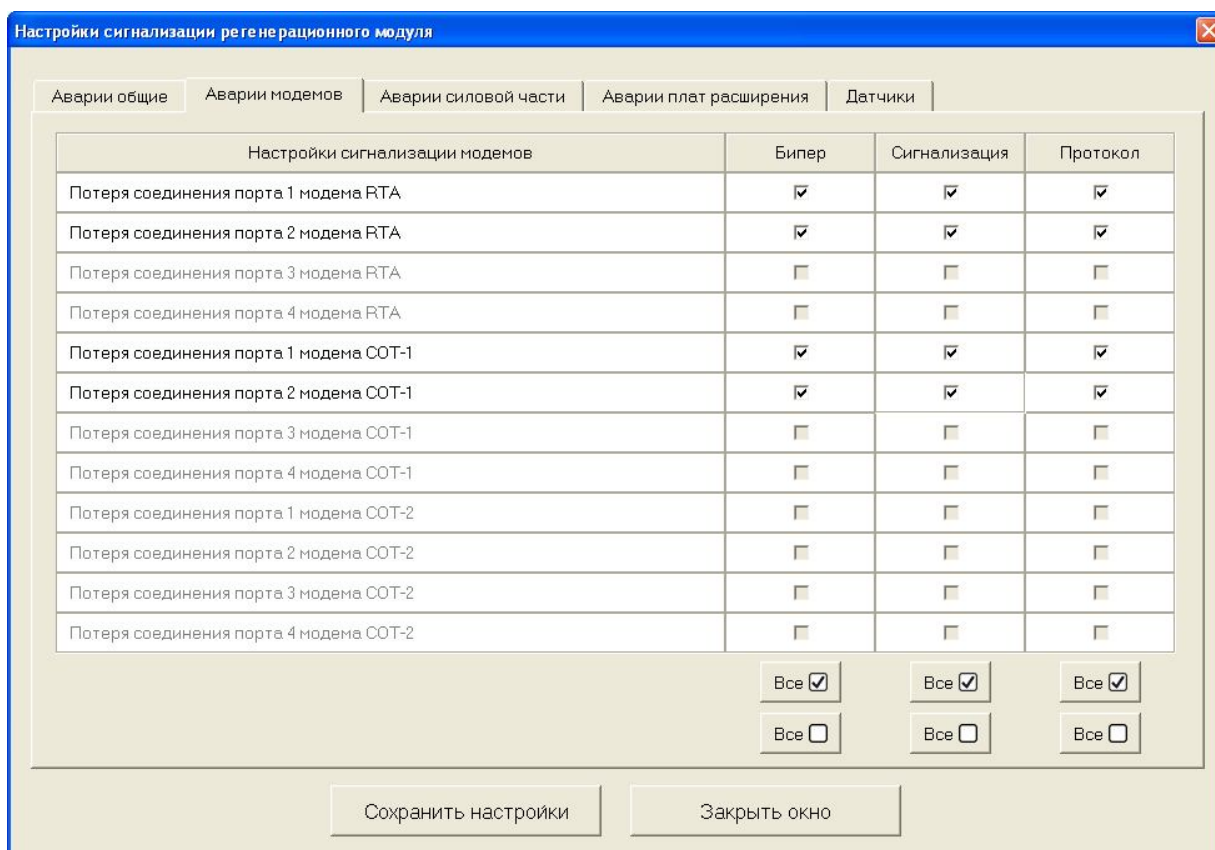 Настройки сигнализации регенерационного модуля
Аварии общие Аварии модемов Аварии силовой части Аварии плат расширения Датчики
Настройки сигнализации модемов Бипер Сигнализация Протокол
Потеря соединения порта 1 модема RTA
Потеря соединения порта 2 модема RTA
Потеря соединения порта 3 модема RTA
Потеря соединения порта 4 модема RTA
Потеря соединения порта 1 модема COT-1
Потеря соединения порта 2 модема COT-1
Потеря соединения порта 3 модема COT-1
Потеря соединения порта 4 модема COT-1
Потеря соединения порта 1 модема COT-2
Потеря соединения порта 2 модема COT-2
Потеря соединения порта 3 модема COT-2
Потеря соединения порта 4 модема COT-2
Все Все Все
Все Все Все
Сохранить настройки Закрыть окно